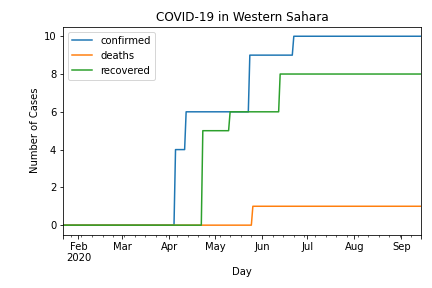 COVID-19 in Western Sahara
confirmed
deaths
recovered
Number of Cases
10
8
6
4
2
0
Feb Mar Apr May Jun Jul Aug Sep
2020
Day